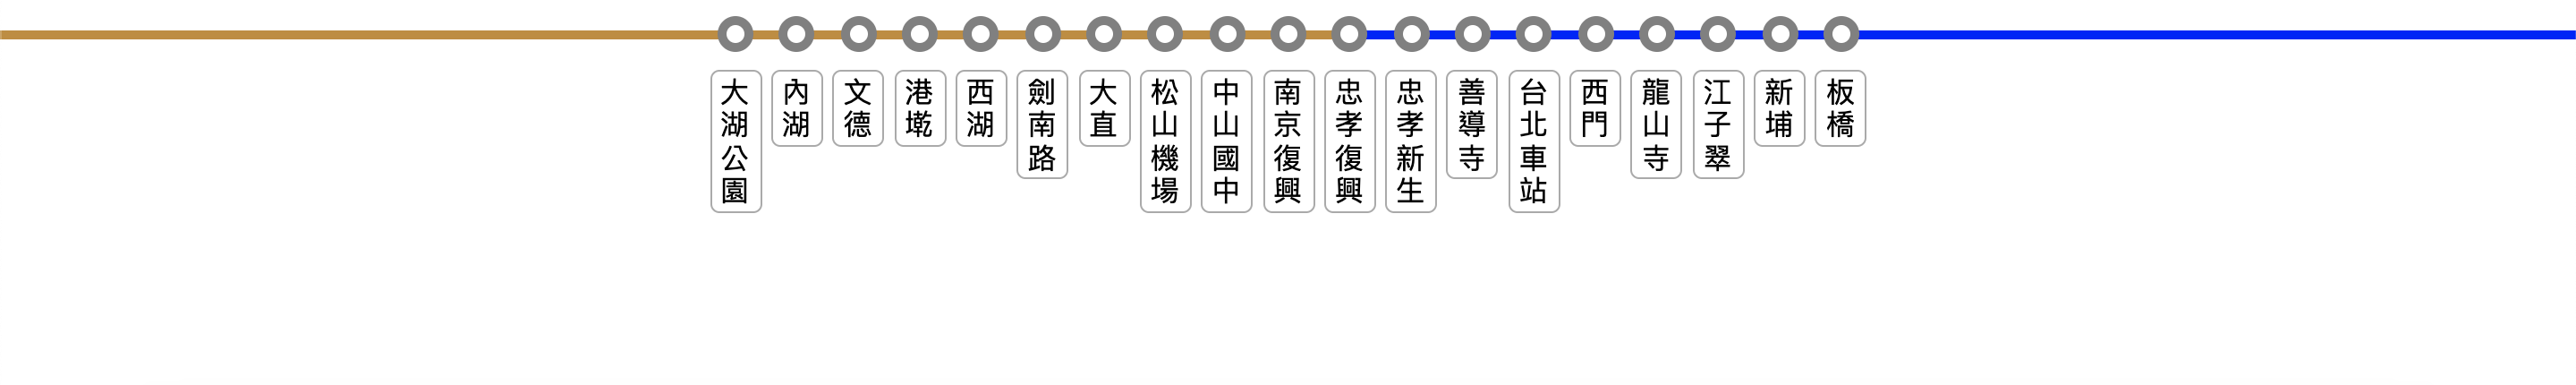 大湖公園
內湖
文德
港墘
西湖
劍南路
大直
松山機場
中山國中
南京復興
忠孝復興
忠孝新生
善導寺
台北車站
西門
龍山寺
江子翠
新埔
板橋